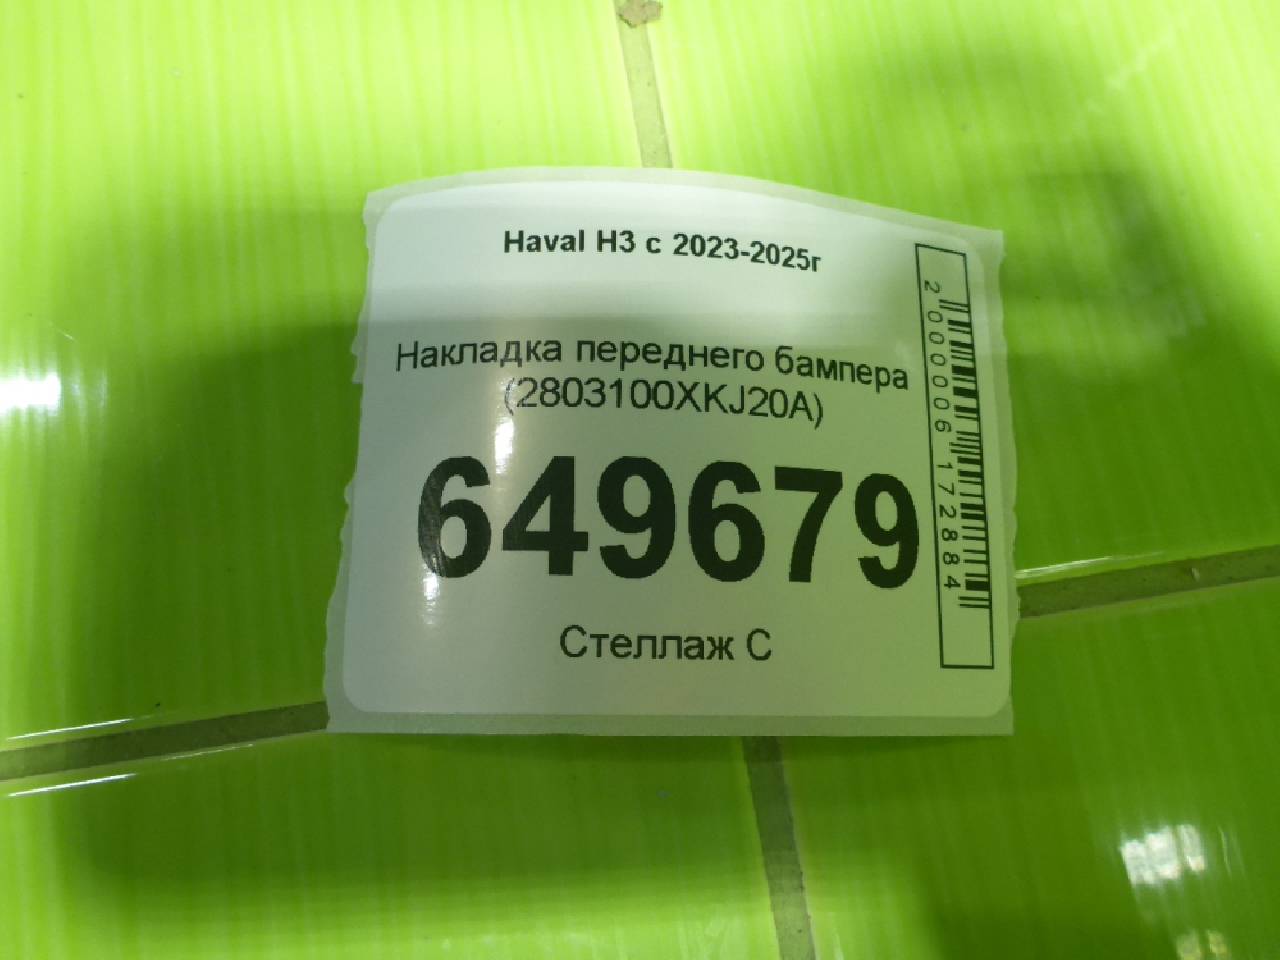 Haval H3 с 2023-2025г
Накладка переднего бампера
(2803100XKJ20A)
649679
Стеллаж С
2000006172884